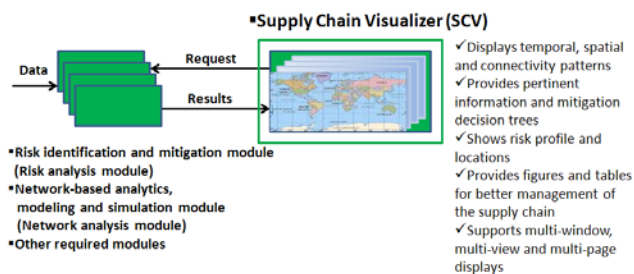 ▪Supply Chain Visualizer (SCV)
Data
Request
Results
▪Risk identification and mitigation module
(Risk analysis module)
▪Network-based analytics,
modeling and simulation module
(Network analysis module)
▪Other required modules
✓Displays temporal, spatial
and connectivity patterns
✓Provides pertinent
information and mitigation
decision trees
✓Shows risk profile and
locations
✓Provides figures and tables
for better management of
the supply chain
✓Supports multi-window,
multi-view and multi-page
displays